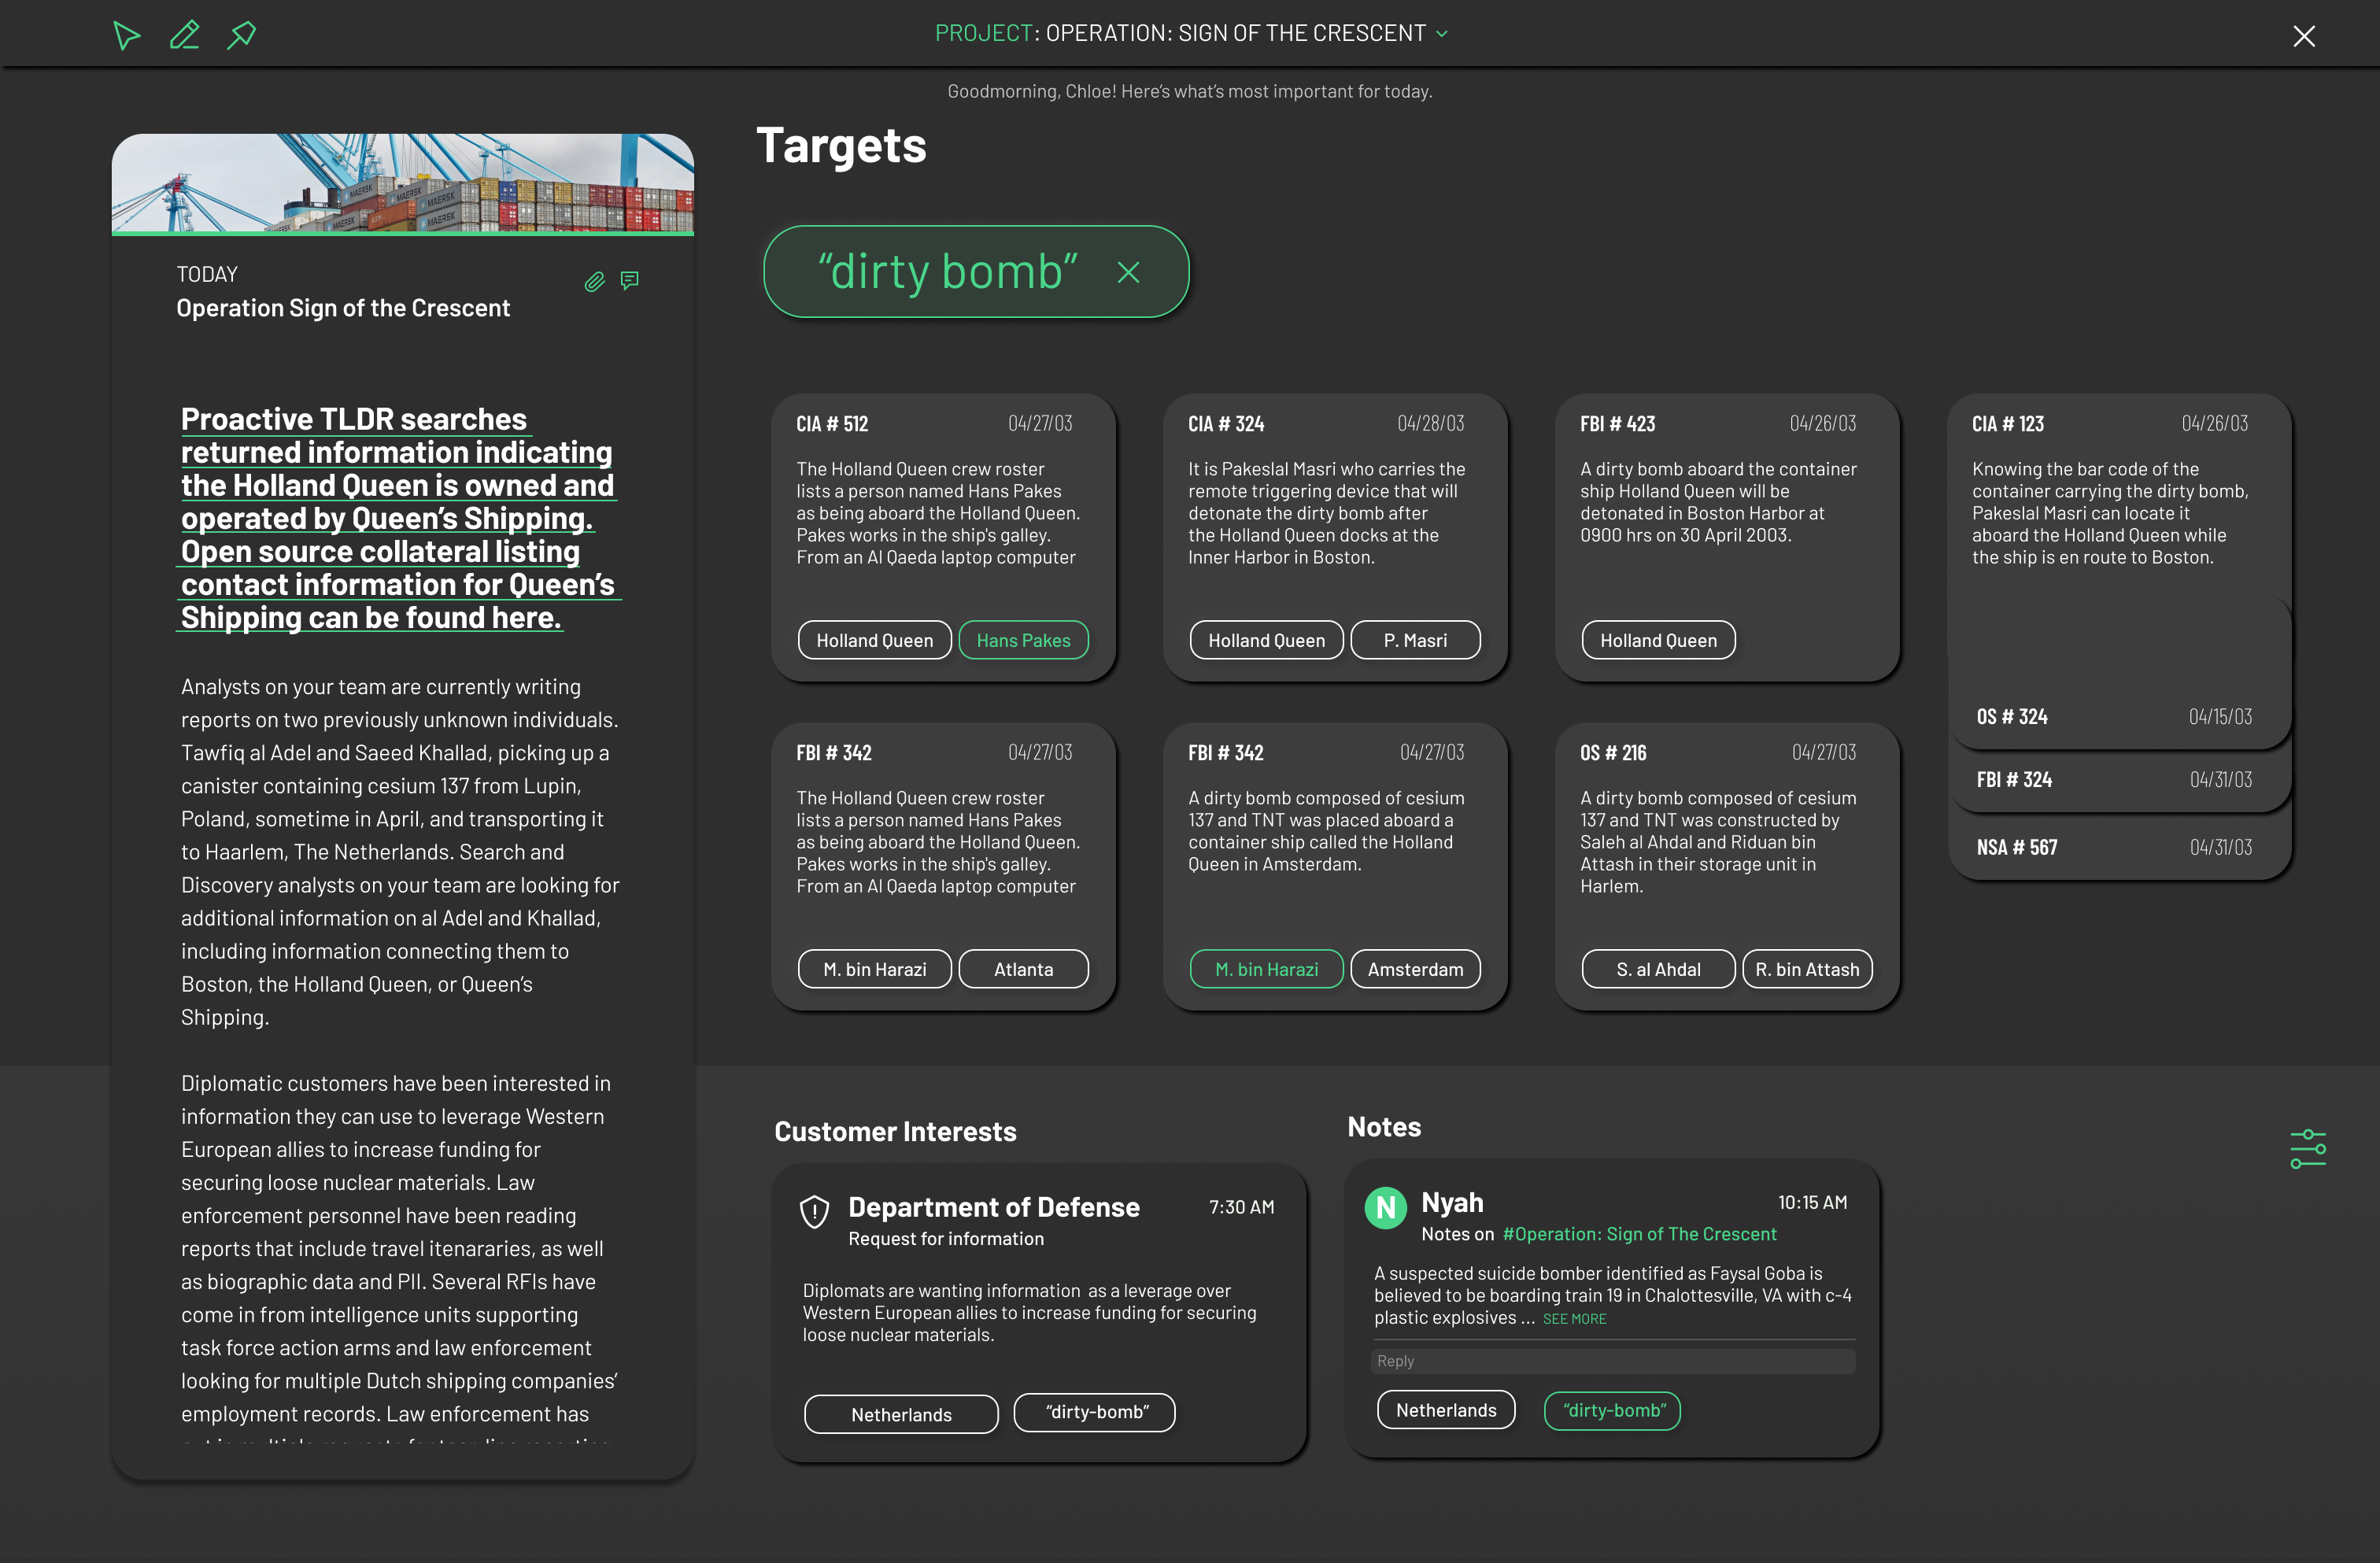 PROJECT: OPERATION: SIGN OF THE CRESCENT
Goodmorning, Chloe! Here’s what’s most important for today.
MAERSK
MAERSK
MAERSK
MAERSK
MAERSK
TODAY
Operation Sign of the Crescent
Proactive TLDR searches
returned information indicating
the Holland Queen is owned and
operated by Queen’s Shipping.
Open source collateral listing
contact information for Queen’s
Shipping can be found here.
Analysts on your team are currently writing
reports on two previously unknown individuals.
Tawfiq al Adel and Saeed Khallad, picking up a
canister containing cesium 137 from Lupin,
Poland, sometime in April, and transporting it
to Haarlem, The Netherlands. Search and
Discovery analysts on your team are looking for
additional information on al Adel and Khallad,
including information connecting them to
Boston, the Holland Queen, or Queen’s
Shipping.
Diplomatic customers have been interested in
information they can use to leverage Western
European allies to increase funding for
securing loose nuclear materials. Law
enforcement personnel have been reading
reports that include travel itenararies, as well
as biographic data and PII. Several RFIs have
come in from intelligence units supporting
task force action arms and law enforcement
looking for multiple Dutch shipping companies’
employment records. Law enforcement has
Targets
“dirty bomb”
CIA # 512 04/27/03
The Holland Queen crew roster
lists a person named Hans Pakes
as being aboard the Holland Queen.
Pakes works in the ship's galley.
From an Al Qaeda laptop computer
Holland Queen Hans Pakes
CIA # 324 04/28/03
It is Pakeslal Masri who carries the
remote triggering device that will
detonate the dirty bomb after
the Holland Queen docks at the
Inner Harbor in Boston.
Holland Queen P. Masri
FBI # 423 04/26/03
A dirty bomb aboard the container
ship Holland Queen will be
detonated in Boston Harbor at
0900 hrs on 30 April 2003.
Holland Queen
CIA # 123 04/26/03
Knowing the bar code of the
container carrying the dirty bomb,
Pakeslal Masri can locate it
aboard the Holland Queen while
the ship is en route to Boston.
OS # 324 04/15/03
FBI # 324 04/31/03
NSA # 567 04/31/03
FBI # 342 04/27/03
The Holland Queen crew roster
lists a person named Hans Pakes
as being aboard the Holland Queen.
Pakes works in the ship's galley.
From an Al Qaeda laptop computer
M. bin Harazi Atlanta
FBI # 342 04/27/03
A dirty bomb composed of cesium
137 and TNT was placed aboard a
container ship called the Holland
Queen in Amsterdam.
M. bin Harazi Amsterdam
OS # 216 04/27/03
A dirty bomb composed of cesium
137 and TNT was constructed by
Saleh al Ahdal and Riduan bin
Attash in their storage unit in
Harlem.
S. al Ahdal R. bin Attash
Customer Interests
Department of Defense 7:30 AM
Request for information
Diplomats are wanting information as a leverage over
Western European allies to increase funding for securing
loose nuclear materials.
Netherlands “dirty-bomb”
Notes
N Nyah 10:15 AM
Notes on #Operation: Sign of The Crescent
A suspected suicide bomber identified as Faysal Goba is
believed to be boarding train 19 in Chalottesville, VA with c-4
plastic explosives ... SEE MORE
Reply
Netherlands “dirty-bomb”